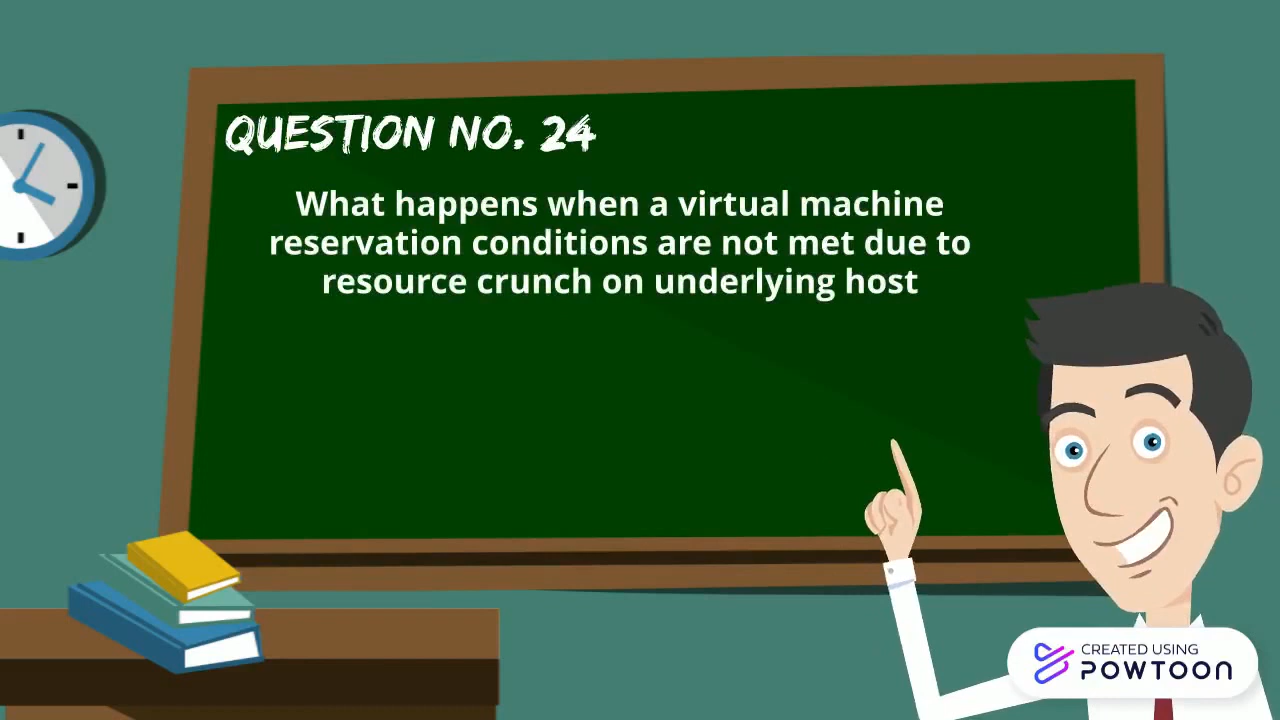 QUESTION NO. 24
What happens when a virtual machine
reservation conditions are not met due to
resource crunch on underlying host
CREATED USING
POWTOON